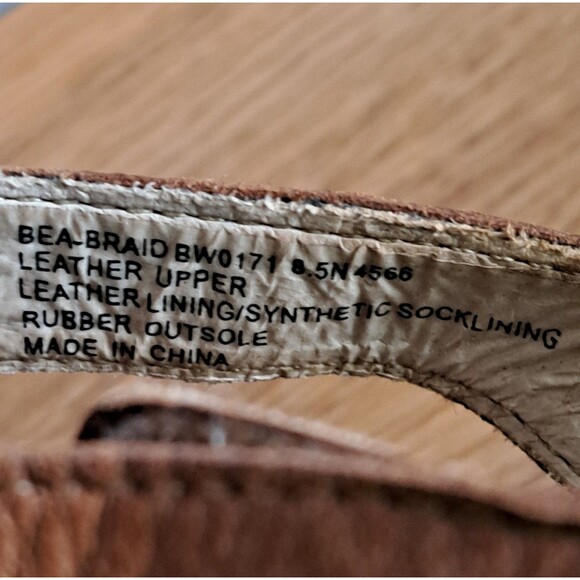 BEA-BRAID BW0171 8.5N 4566
LEATHER UPPER
LEATHER LINING/SYNTHETIC SOCKLINING
RUBBER OUTSOLE
MADE IN CHINA